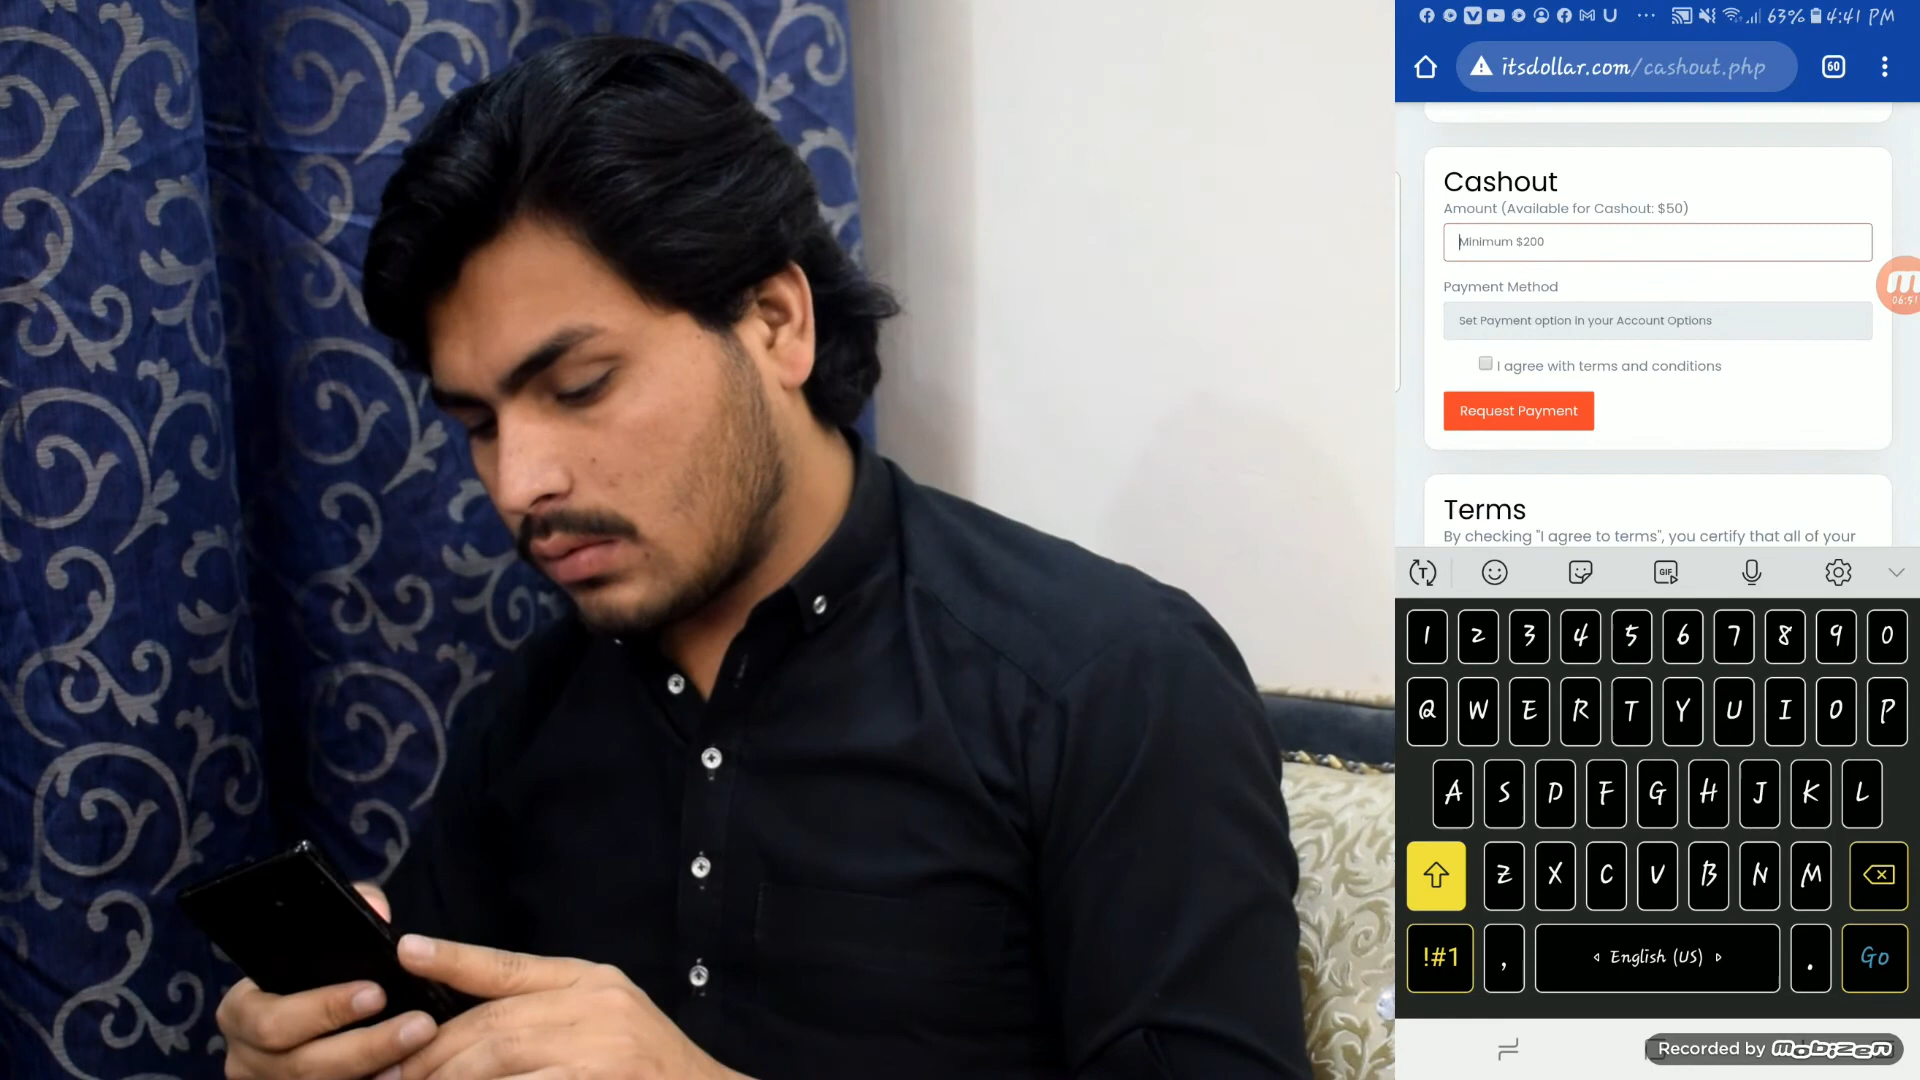 63% 4:41 PM
itsdollar.com/cashout.php
60
Cashout
Amount (Available for Cashout: $50)
Minimum $200
06:51
Payment Method
Set Payment option in your Account Options
I agree with terms and conditions
Request Payment
Terms
By checking "I agree to terms", you certify that all of your
GIF
1 2 3 4 5 6 7 8 9 0
Q W E R T Y U I O P
A S D F G H J K L
Z X C V B N M
!#1 , English (US) . Go
Recorded by mobizen